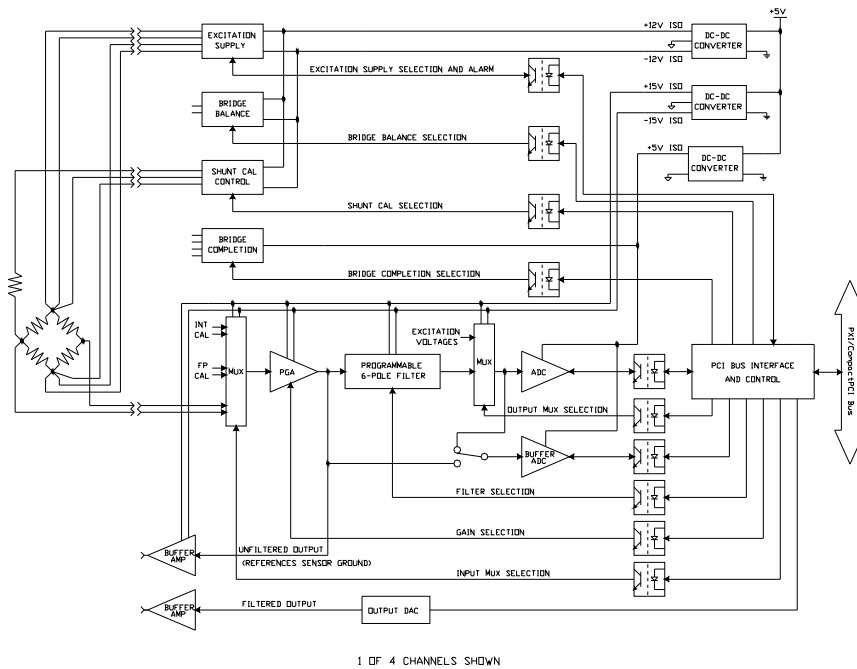 +5V
+12V ISO
EXCITATION
SUPPLY
DC-DC
CONVERTER
-12V ISO
EXCITATION SUPPLY SELECTION AND ALARM
+15V ISO
DC-DC
CONVERTER
BRIDGE
BALANCE
-15V ISO
BRIDGE BALANCE SELECTION
+5V ISO
DC-DC
CONVERTER
SHUNT CAL
CONTROL
SHUNT CAL SELECTION
BRIDGE
COMPLETION
BRIDGE COMPLETION SELECTION
INT
CAL
EXCITATION
VOLTAGES
FP
CAL
MUX
PGA
PROGRAMMABLE
6-POLE FILTER
MUX
ADC
PCI BUS INTERFACE
AND CONTROL
PXI/CompactPCI Bus
OUTPUT MUX SELECTION
BUFFER
ADC
FILTER SELECTION
GAIN SELECTION
BUFFER
AMP
UNFILTERED OUTPUT
(REFERENCES SENSOR GROUND)
INPUT MUX SELECTION
BUFFER
AMP
FILTERED OUTPUT
OUTPUT DAC
1 OF 4 CHANNELS SHOWN